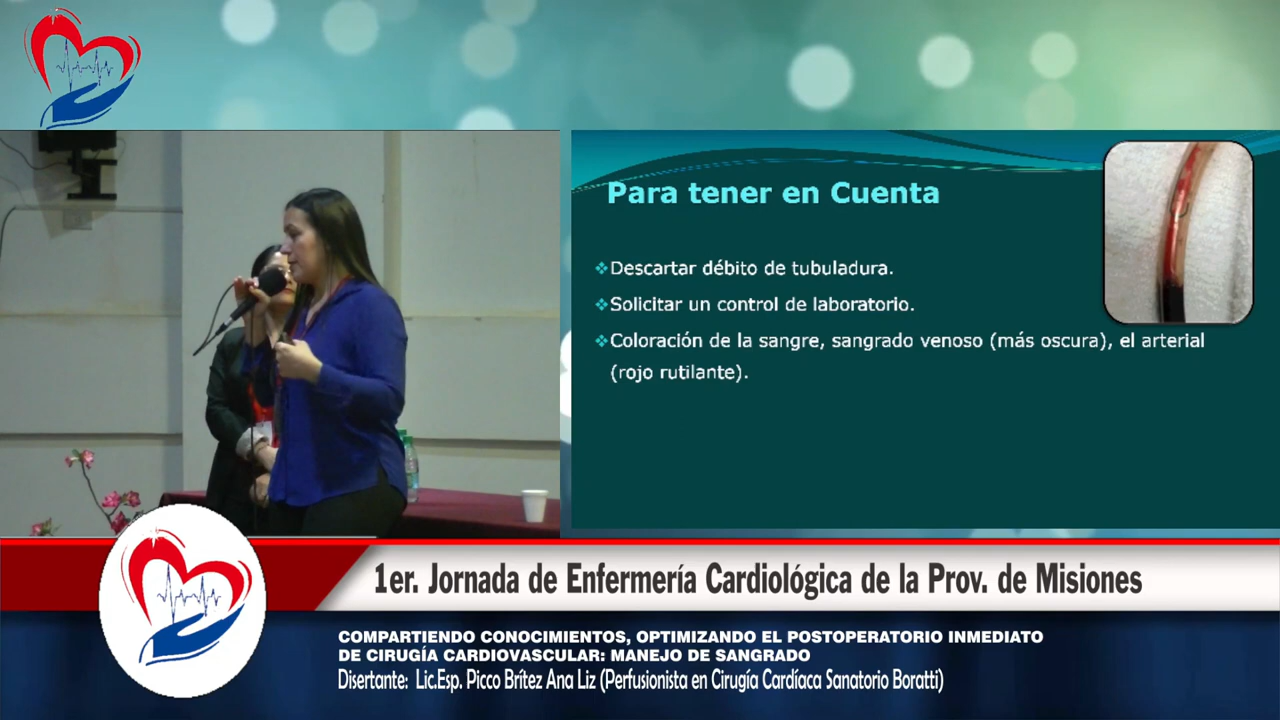 Para tener en Cuenta
❖Descartar débito de tubuladura.
❖Solicitar un control de laboratorio.
❖Coloración de la sangre, sangrado venoso (más oscura), el arterial
(rojo rutilante).
1er. Jornada de Enfermería Cardiológica de la Prov. de Misiones
COMPARTIENDO CONOCIMIENTOS, OPTIMIZANDO EL POSTOPERATORIO INMEDIATO
DE CIRUGÍA CARDIOVASCULAR: MANEJO DE SANGRADO
Disertante: Lic.Esp. Picco Brítez Ana Liz (Perfusionista en Cirugía Cardíaca Sanatorio Boratti)